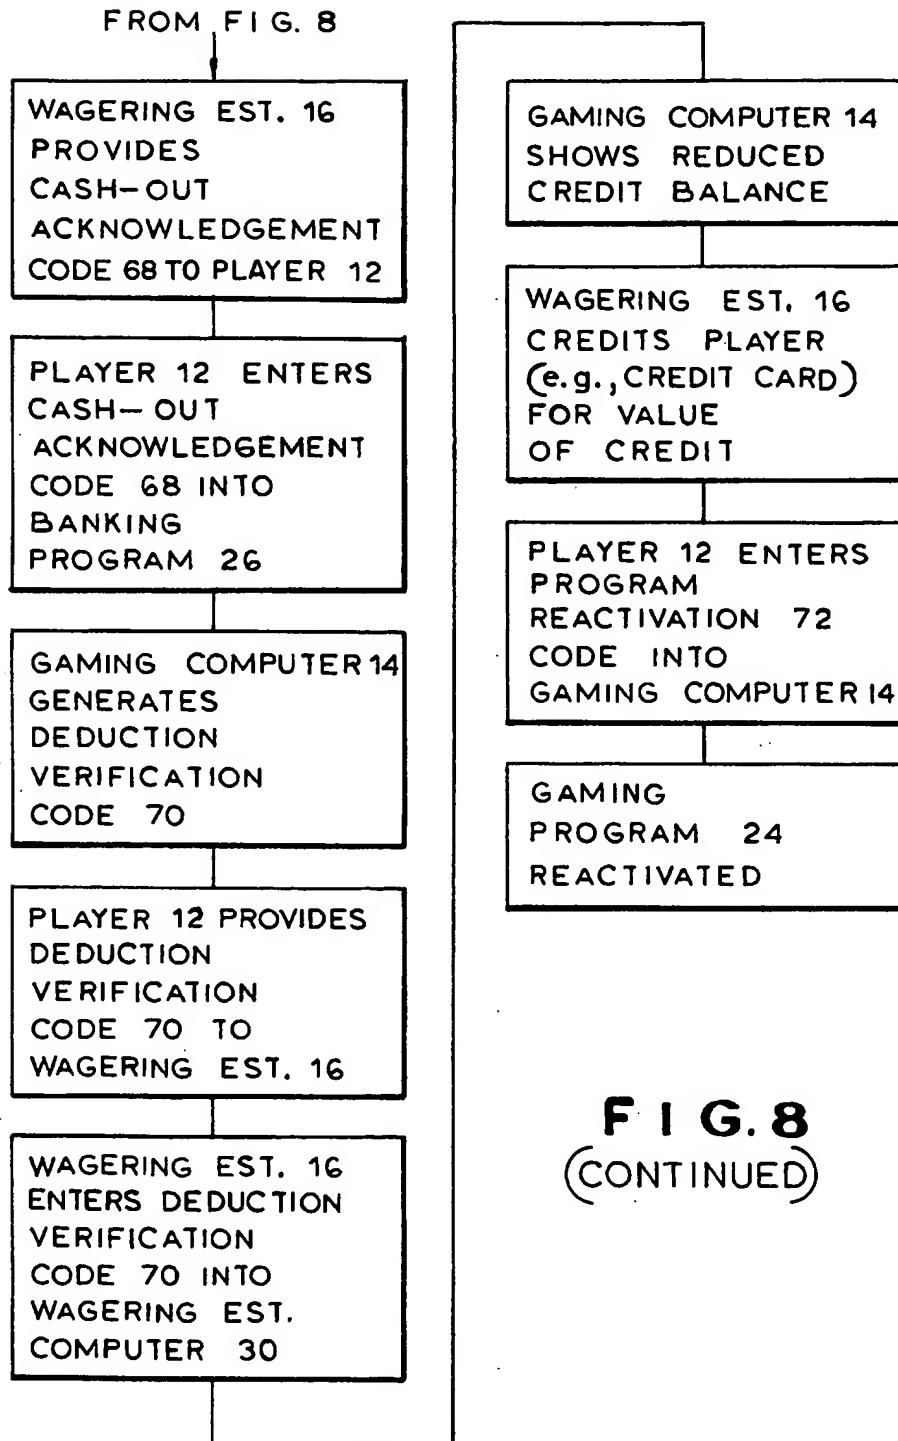 FROM FIG. 8
WAGERING EST. 16
PROVIDES
CASH-OUT
ACKNOWLEDGEMENT
CODE 68 TO PLAYER 12
PLAYER 12 ENTERS
CASH-OUT
ACKNOWLEDGEMENT
CODE 68 INTO
BANKING
PROGRAM 26
GAMING COMPUTER 14
GENERATES
DEDUCTION
VERIFICATION
CODE 70
PLAYER 12 PROVIDES
DEDUCTION
VERIFICATION
CODE 70 TO
WAGERING EST. 16
WAGERING EST. 16
ENTERS DEDUCTION
VERIFICATION
CODE 70 INTO
WAGERING EST.
COMPUTER 30
GAMING COMPUTER 14
SHOWS REDUCED
CREDIT BALANCE
WAGERING EST. 16
CREDITS PLAYER
(e.g., CREDIT CARD)
FOR VALUE
OF CREDIT
PLAYER 12 ENTERS
PROGRAM
REACTIVATION 72
CODE INTO
GAMING COMPUTER 14
GAMING
PROGRAM 24
REACTIVATED
FIG. 8
(CONTINUED)